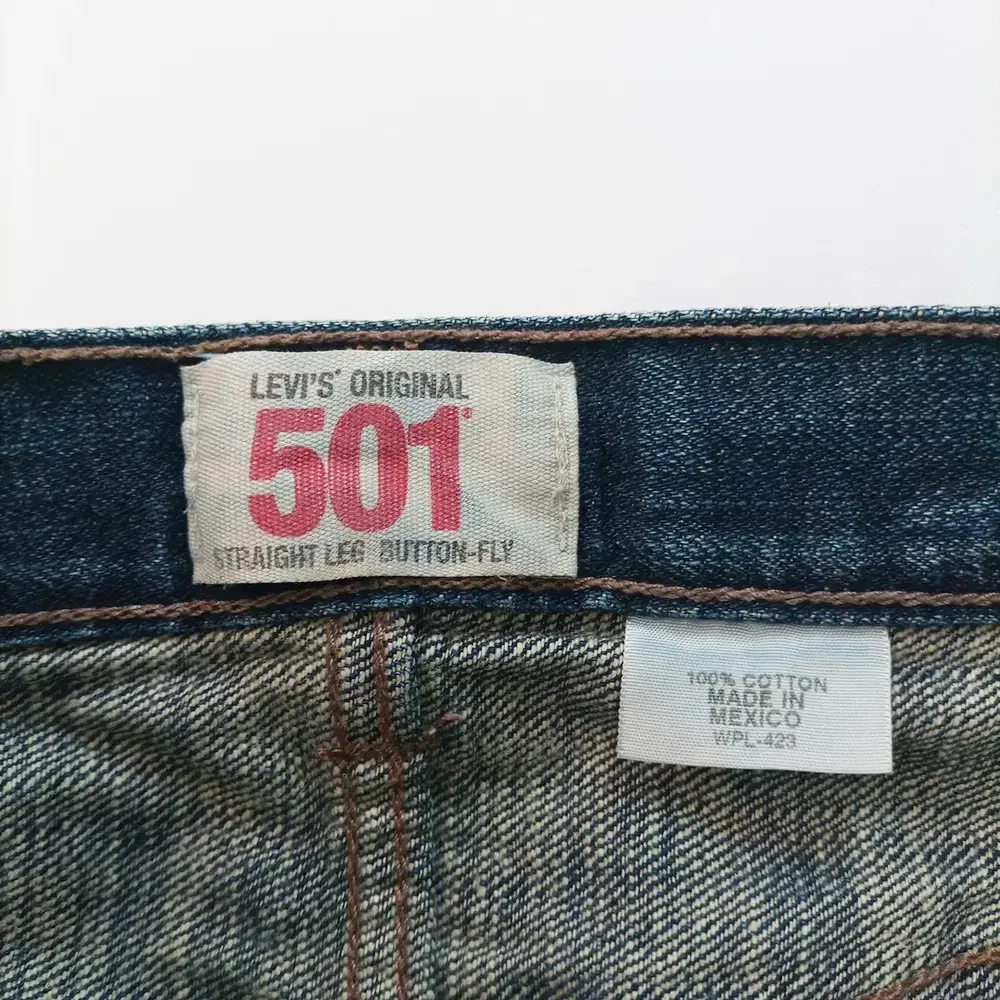 LEVI'S® ORIGINAL
501®
STRAIGHT LEG BUTTON-FLY
100% COTTON
MADE IN
MEXICO
WPL-423